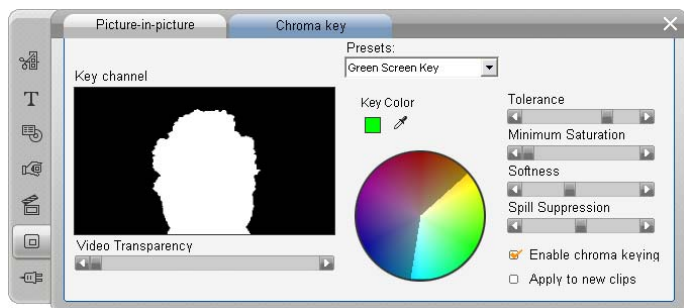 Picture-in-picture
Chroma key
Presets:
Green Screen Key
Key channel
Key Color
Tolerance
Minimum Saturation
Softness
Spill Suppression
Video Transparency
Enable chroma keying
Apply to new clips
T